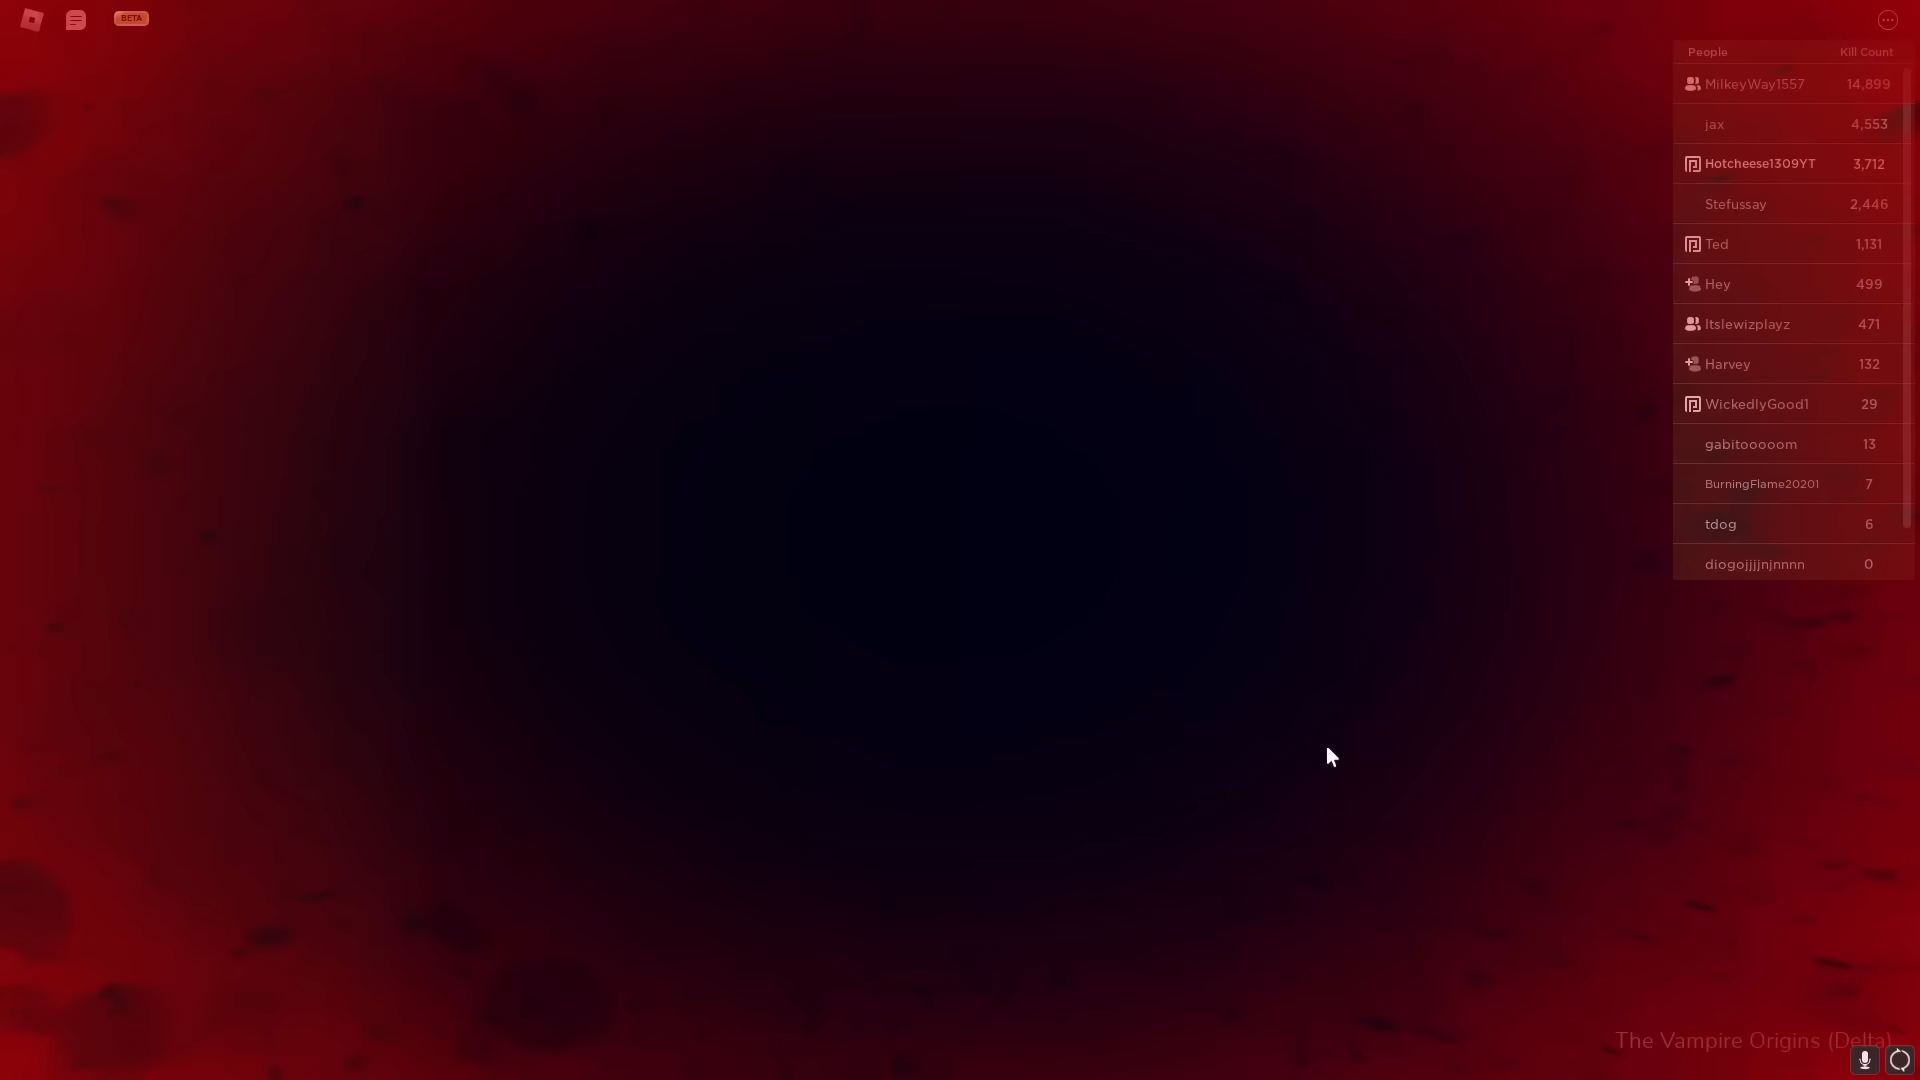 BETA
People Kill Count
MilkeyWay1557 14,899
jax 4,553
Hotcheese1309YT 3,712
Stefussay 2,446
Ted 1,131
Hey 499
Itslewizplayz 471
Harvey 132
WickedlyGood1 29
gabitooooom 13
BurningFlame20201 7
tdog 6
diogojjjjnjnnnn 0
The Vampire Origins (Delta)